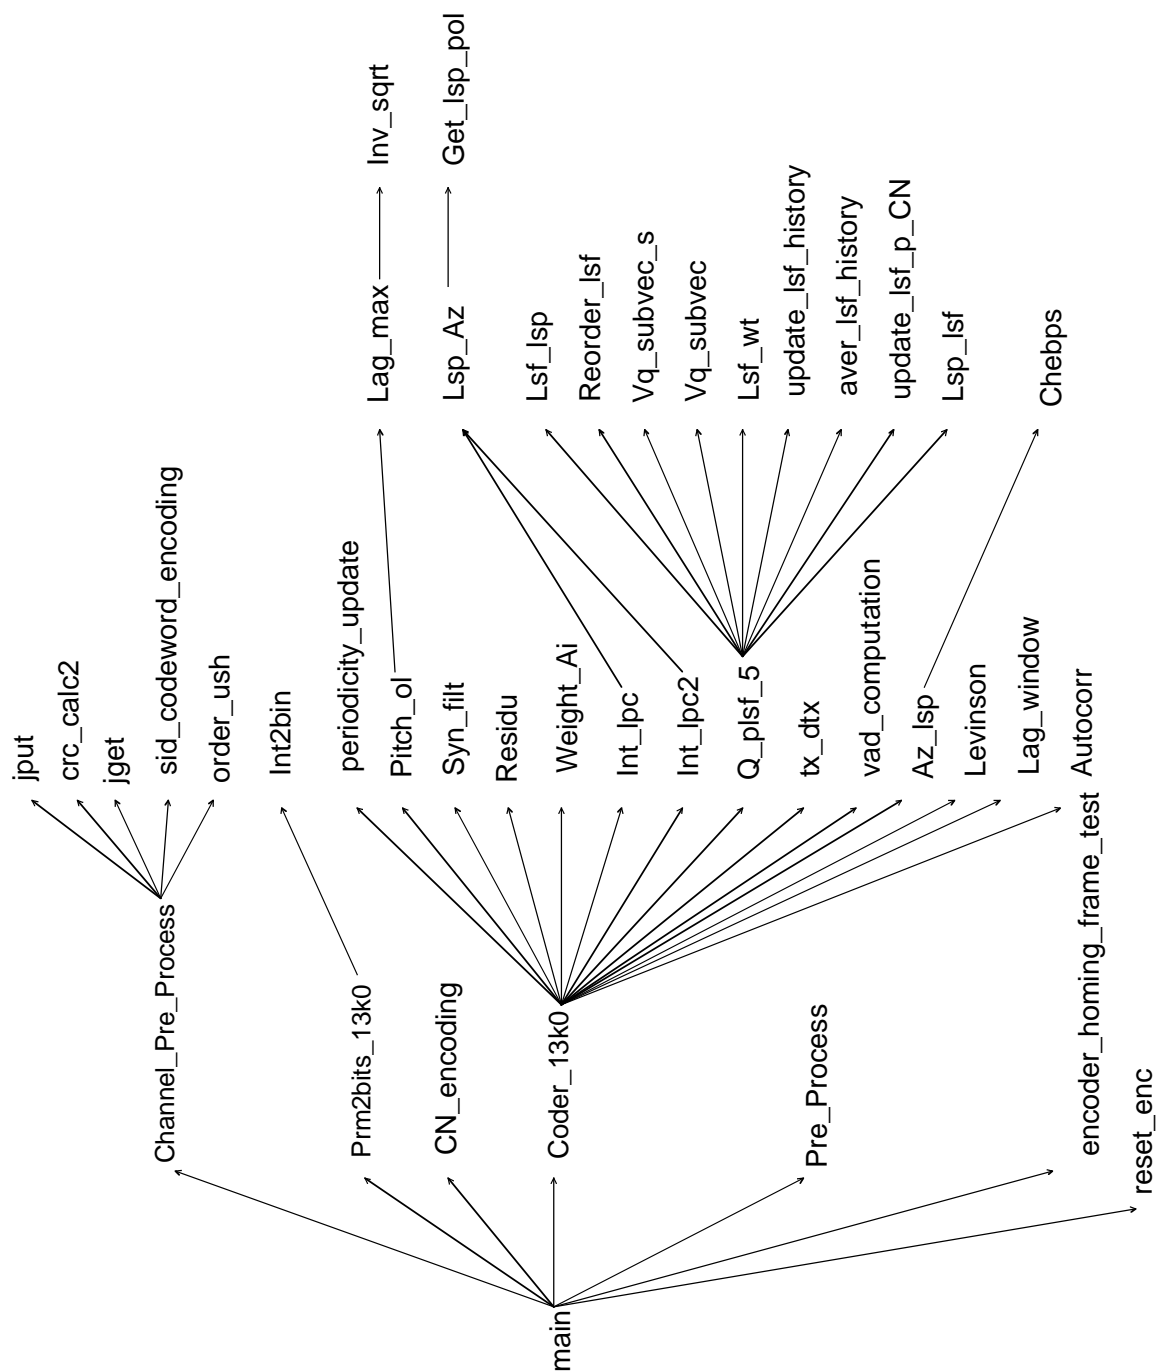 main
Channel_Pre_Process
Prm2bits_13k0
CN_encoding
Coder_13k0
Pre_Process
encoder_homing_frame_test
reset_enc
jput
crc_calc2
jget
sid_codeword_encoding
order_ush
Int2bin
periodicity_update
Pitch_ol
Syn_filt
Residu
Weight_Ai
Int_lpc
Int_lpc2
Q_plsf_5
tx_dtx
vad_computation
Az_lsp
Levinson
Lag_window
Autocorr
Lag_max
Lsp_Az
Lsf_lsp
Reorder_lsf
Vq_subvec_s
Vq_subvec
Lsf_wt
update_lsf_history
aver_lsf_history
update_lsf_p_CN
Lsp_lsf
Chebps
Inv_sqrt
Get_lsp_pol